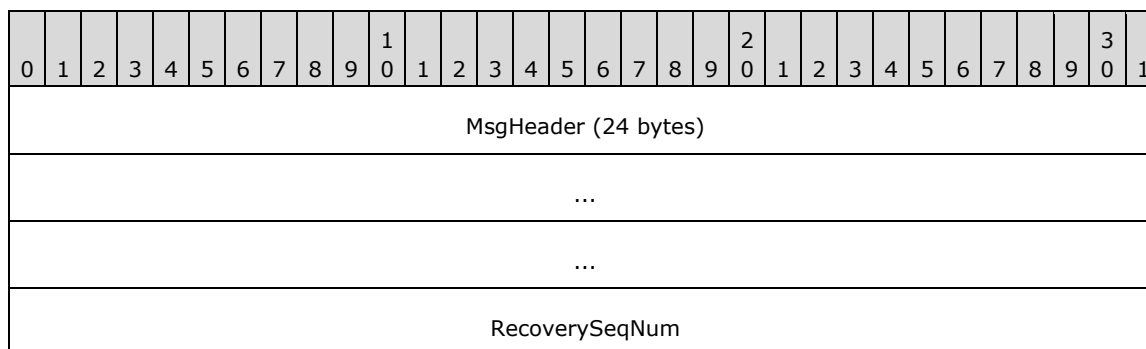 1 2 3
0 1 2 3 4 5 6 7 8 9 0 1 2 3 4 5 6 7 8 9 0 1 2 3 4 5 6 7 8 9 0 1
MsgHeader (24 bytes)
...
...
RecoverySeqNum